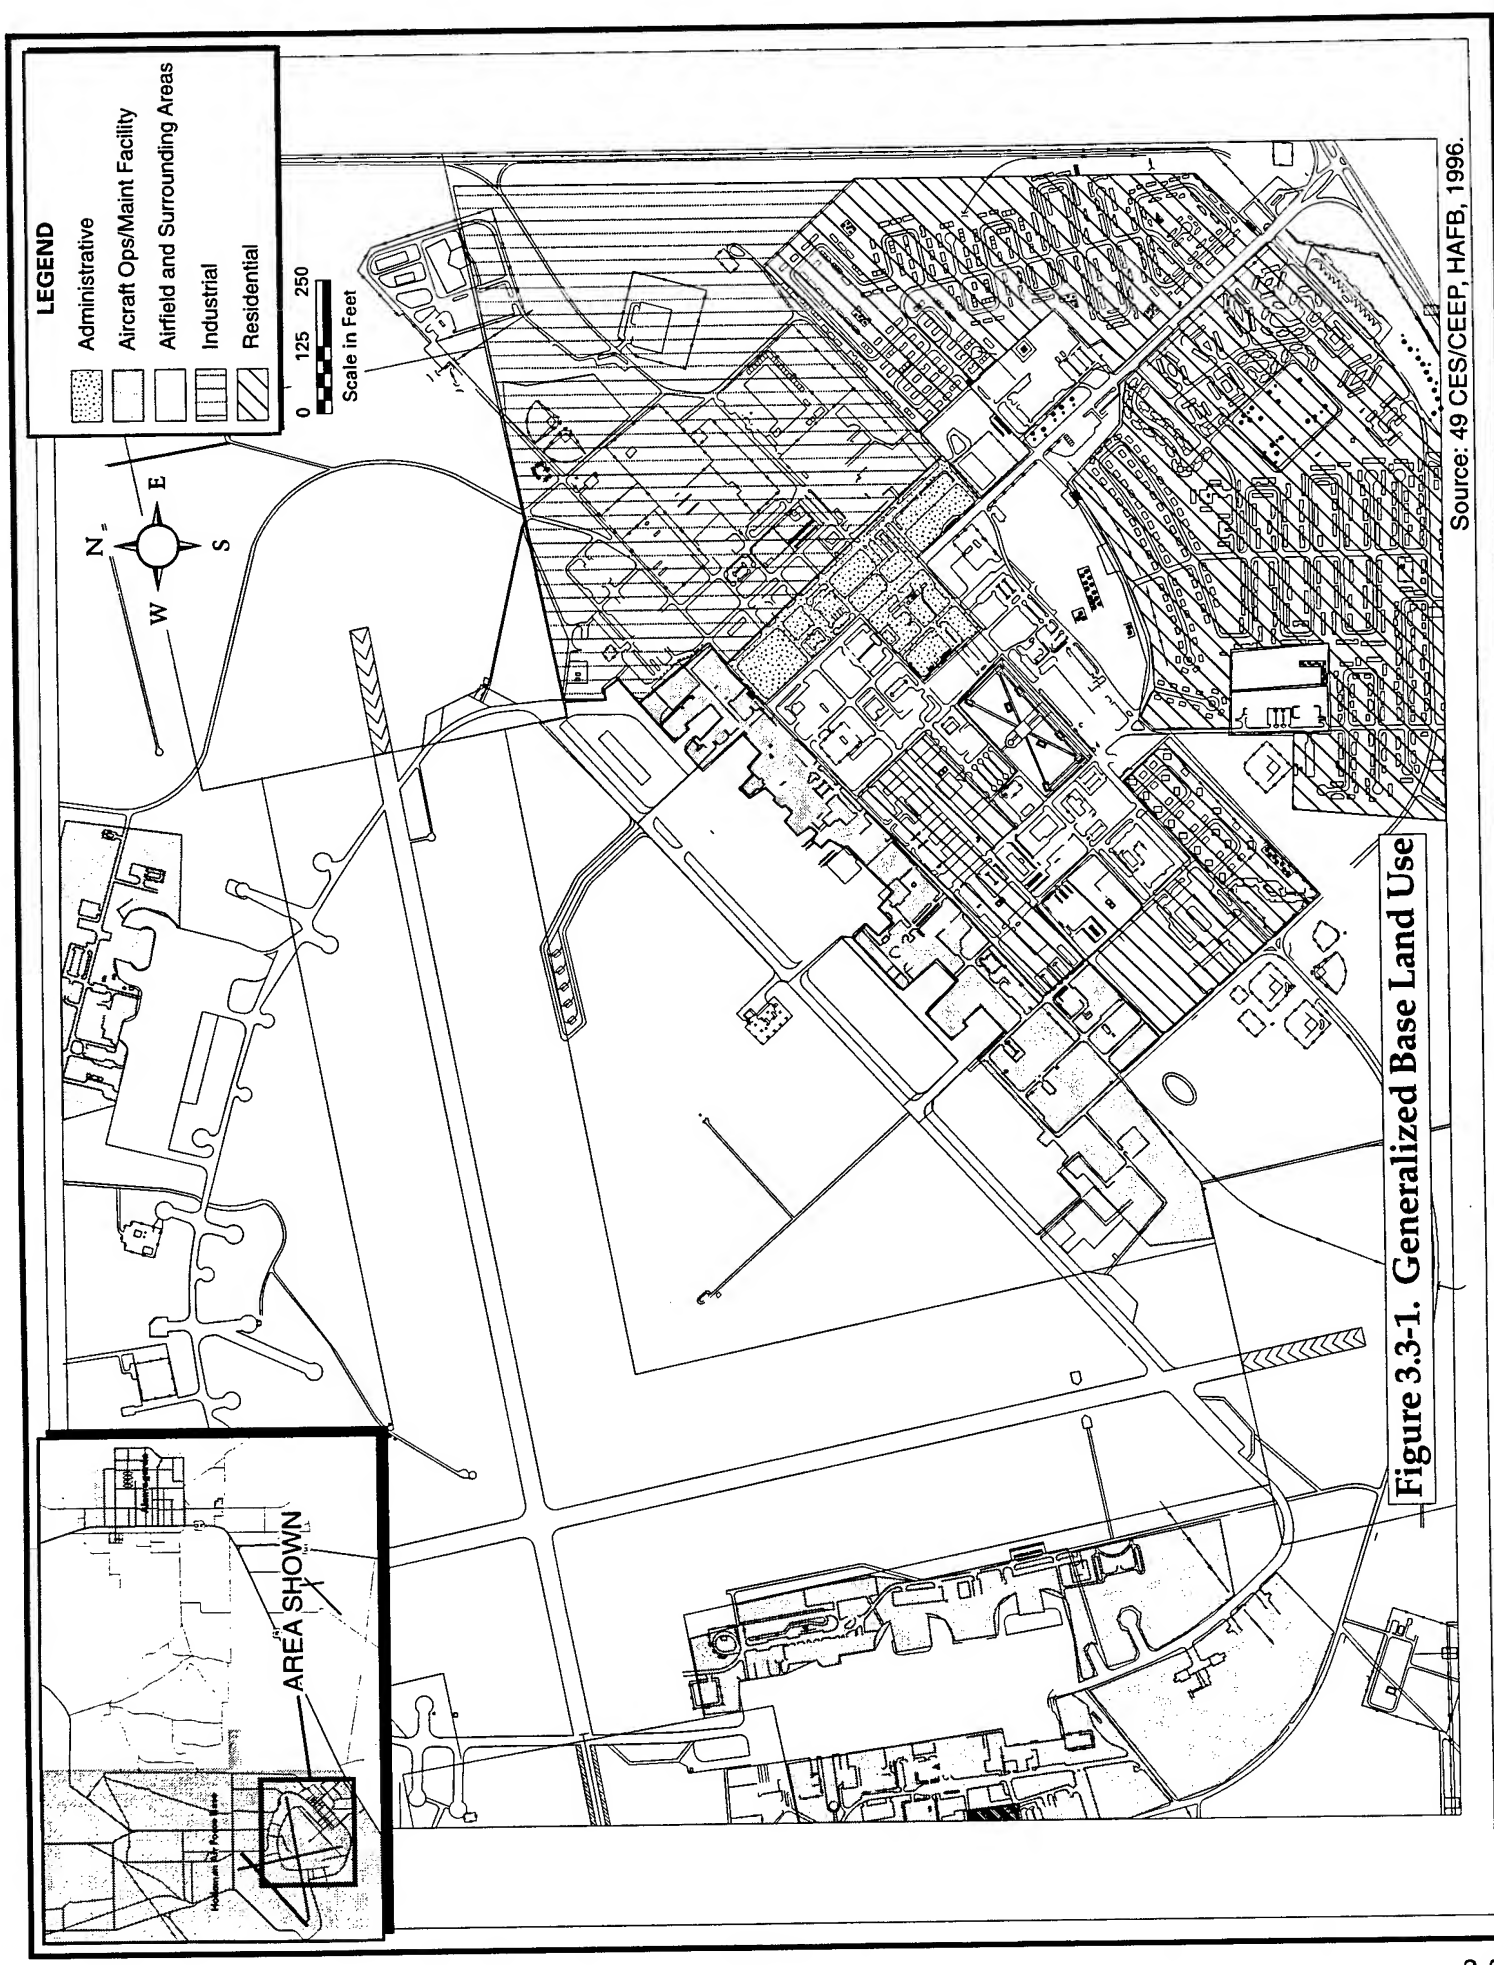 LEGEND
Administrative
Aircraft Ops/Maint Facility
Airfield and Surrounding Areas
Industrial
Residential
0 125 250
Scale in Feet
N
W
E
S
Alamogordo
Holloman Air Force Base
AREA SHOWN
Figure 3.3-1. Generalized Base Land Use
Source: 49 CES/CEEP, HAFB, 1996.